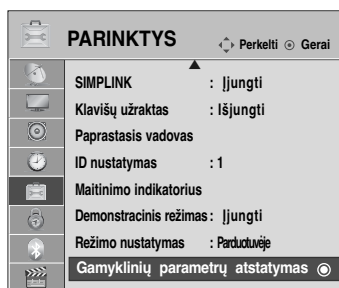 PARINKTYS
Perkelti Gerai
SIMPLINK : Įjungti
Klavišų užraktas : Išjungti
Paprastasis vadovas
ID nustatymas : 1
Maitinimo indikatorius
Demonstracinis režimas : Įjungti
Režimo nustatymas : Parduotuvėje
Gamyklinių parametrų atstatymas